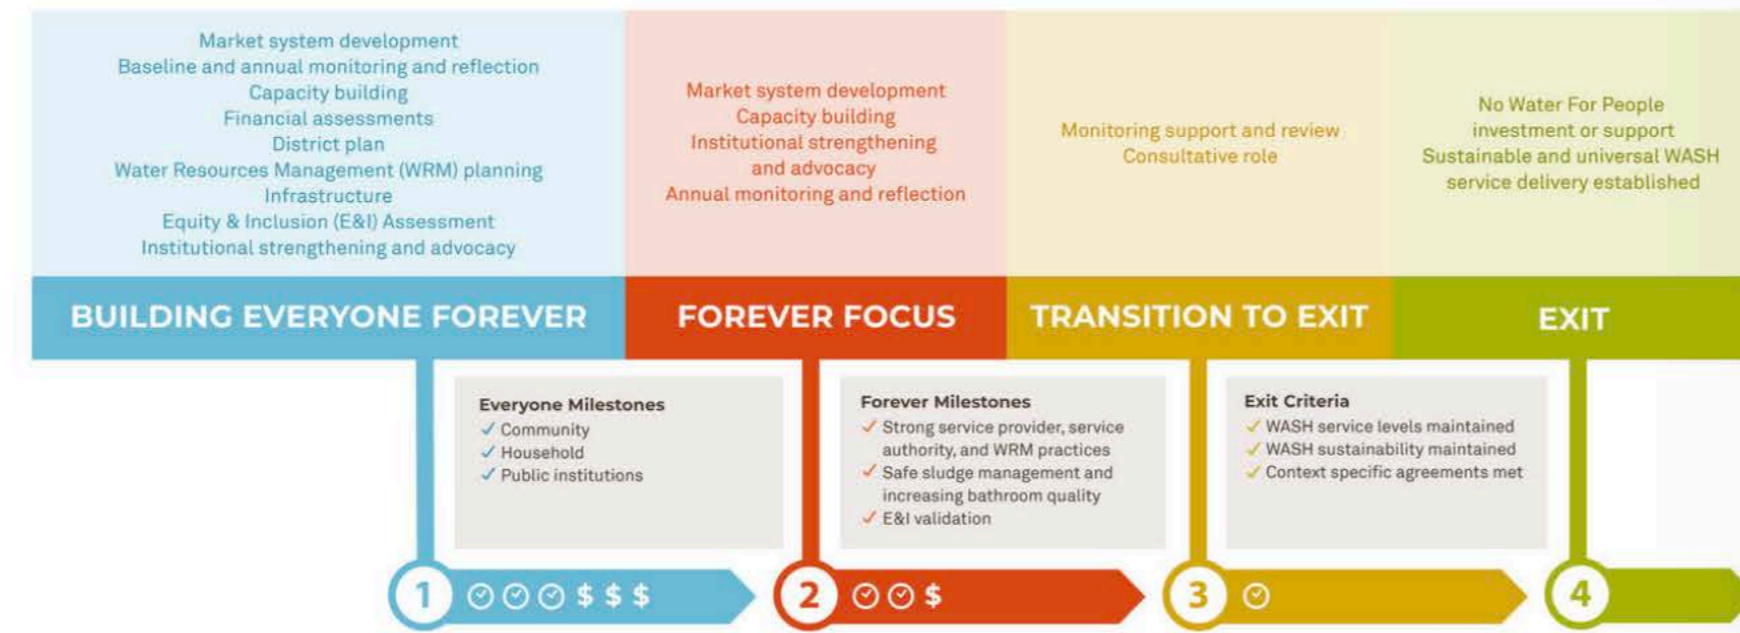 Market system development
Baseline and annual monitoring and reflection
Capacity building
Financial assessments
District plan
Water Resources Management (WRM) planning
Infrastructure
Equity & Inclusion (E&I) Assessment
Institutional strengthening and advocacy
Market system development
Capacity building
Institutional strengthening
and advocacy
Annual monitoring and reflection
Monitoring support and review
Consultative role
No Water For People
investment or support
Sustainable and universal WASH
service delivery established
BUILDING EVERYONE FOREVER
FOREVER FOCUS
TRANSITION TO EXIT
EXIT
Everyone Milestones
✓ Community
✓ Household
✓ Public institutions
Forever Milestones
✓ Strong service provider, service
authority, and WRM practices
✓ Safe sludge management and
increasing bathroom quality
✓ E&I validation
Exit Criteria
✓ WASH service levels maintained
✓ WASH sustainability maintained
✓ Context specific agreements met
1 $ $ $
2 $
3
4